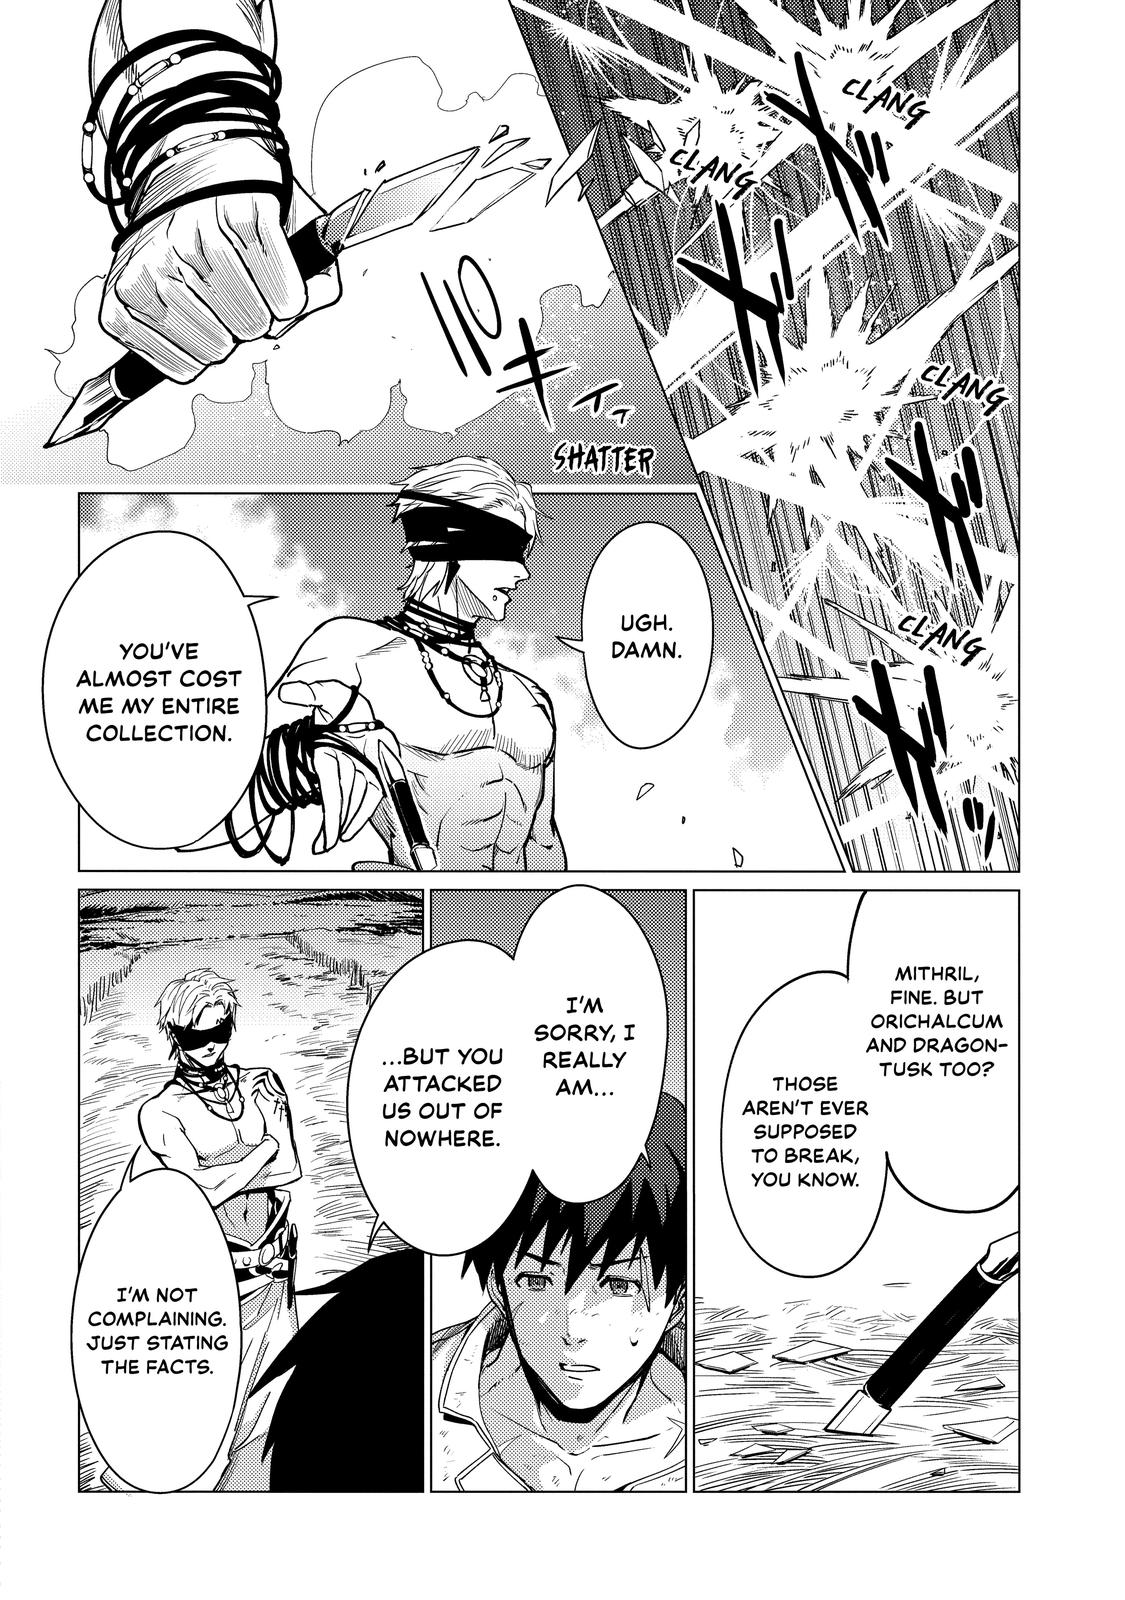 CLANG
CLANG
CLANG
CLANG
SHATTER
UGH.
DAMN.
YOU'VE
ALMOST COST
ME MY ENTIRE
COLLECTION.
MITHRIL,
FINE. BUT
ORICHALCUM
AND DRAGON-
TUSK TOO?
THOSE
AREN'T EVER
SUPPOSED
TO BREAK,
YOU KNOW.
I'M
SORRY, I
REALLY
AM...
...BUT YOU
ATTACKED
US OUT OF
NOWHERE.
I'M NOT
COMPLAINING.
JUST STATING
THE FACTS.